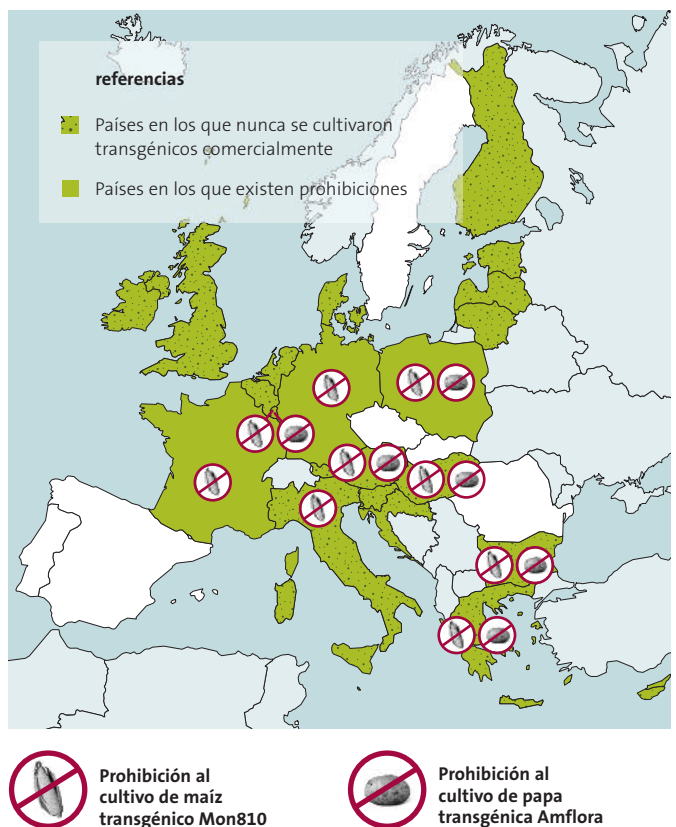 referencias
Países en los que nunca se cultivaron
transgénicos comercialmente
Países en los que existen prohibiciones
Prohibición al
cultivo de maíz
transgénico Mon810
Prohibición al
cultivo de papa
transgénica Amflora